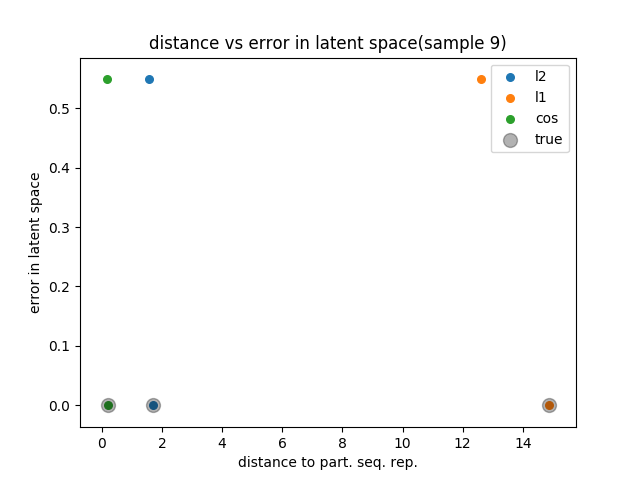 distance vs error in latent space(sample 9)
l2
l1
cos
true
error in latent space
0.5
0.4
0.3
0.2
0.1
0.0
0 2 4 6 8 10 12 14
distance to part. seq. rep.